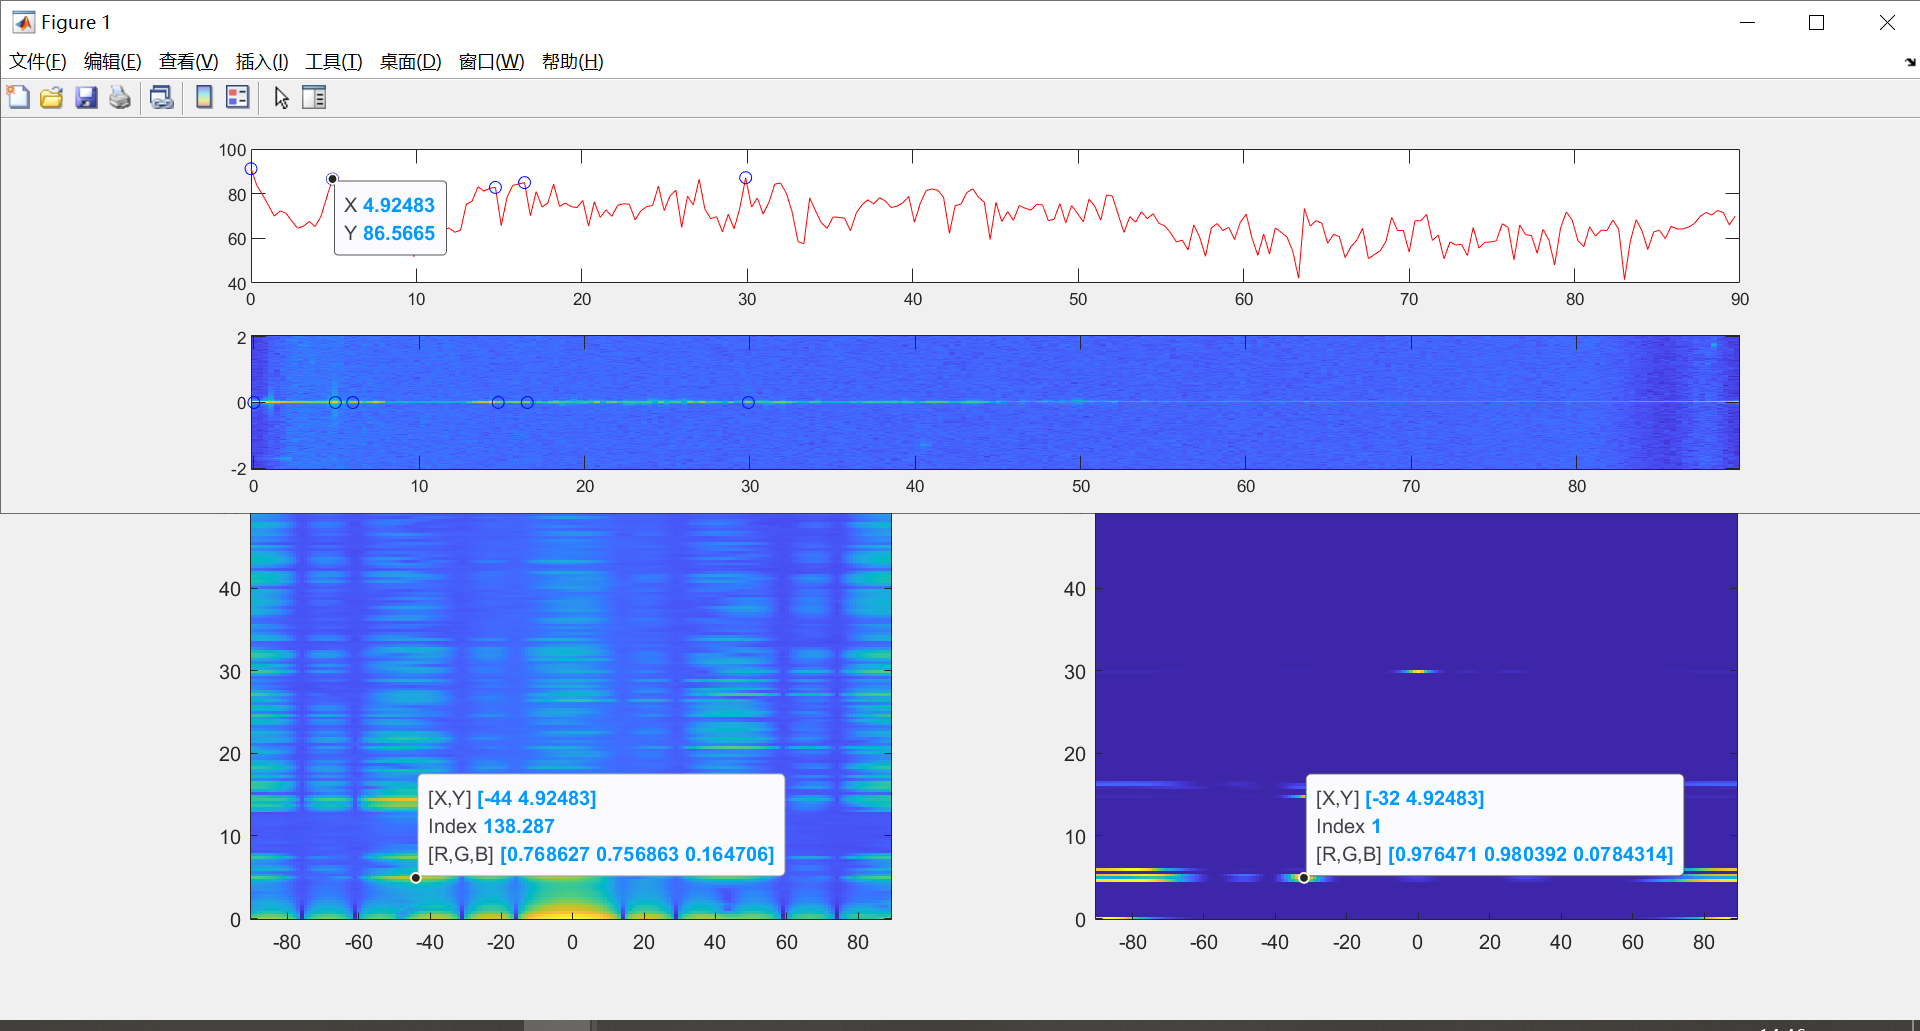 Figure 1
文件(F) 编辑(E) 查看(V) 插入(I) 工具(T) 桌面(D) 窗口(W) 帮助(H)
100
80
60
40
0 10 20 30 40 50 60 70 80 90
X 4.92483
Y 86.5665
2
0
-2
0 10 20 30 40 50 60 70 80
40
30
20
10
0
-80 -60 -40 -20 0 20 40 60 80
[X,Y] [-44 4.92483]
Index 138.287
[R,G,B] [0.768627 0.756863 0.164706]
40
30
20
10
0
-80 -60 -40 -20 0 20 40 60 80
[X,Y] [-32 4.92483]
Index 1
[R,G,B] [0.976471 0.980392 0.0784314]